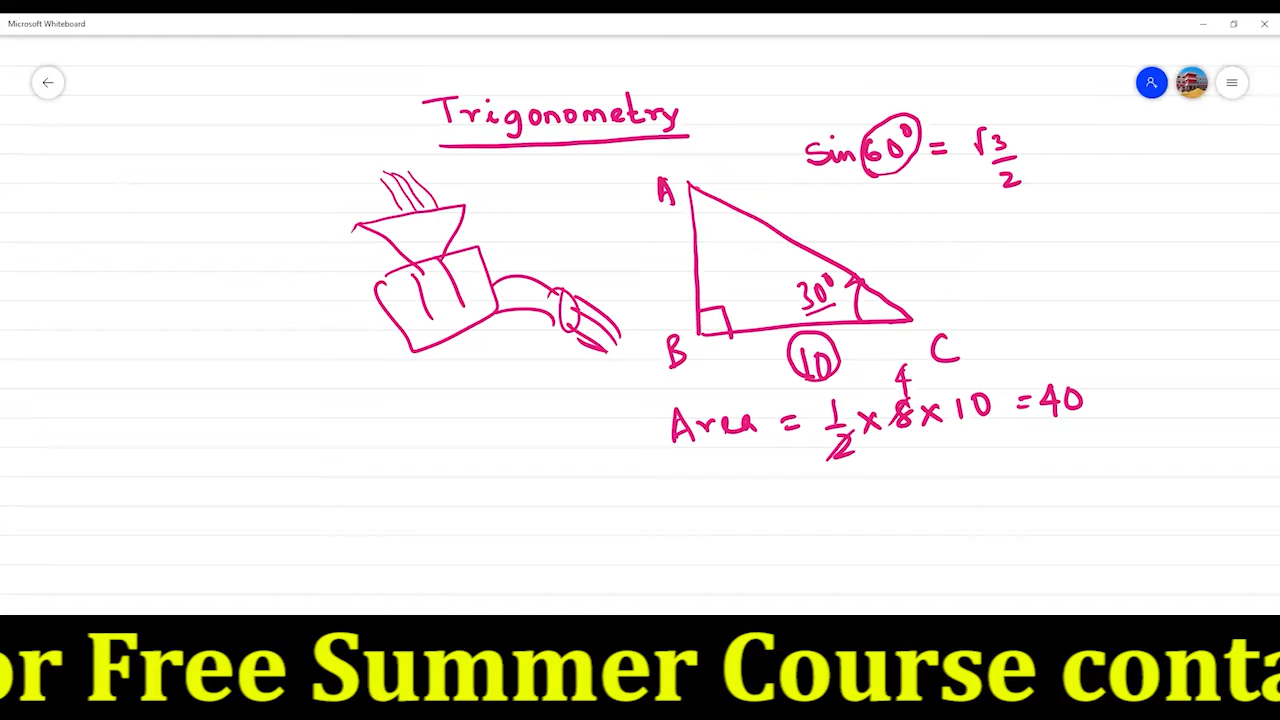 Microsoft Whiteboard
Trigonometry
sin 60° = √3/2
A
30°
B
10
C
4
Area = 1/2 × 8 × 10 = 40
or Free Summer Course conta